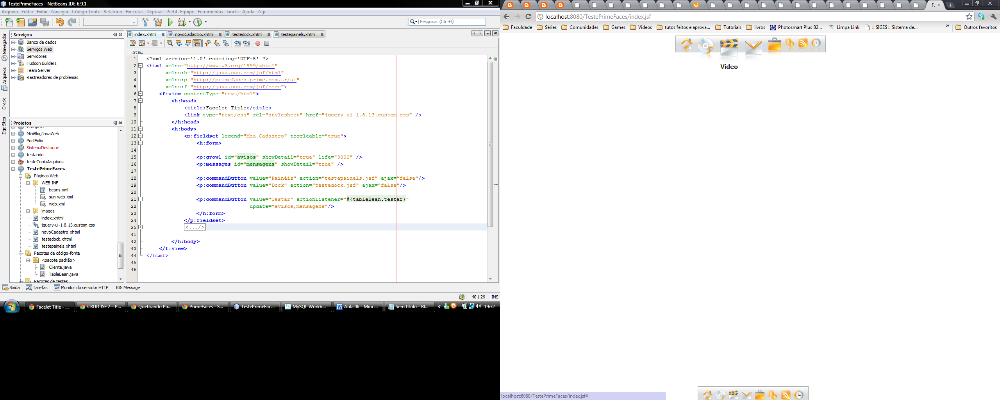 TestePrimeFaces - NetBeans IDE 6.9.1
Arquivo Editar Exibir Navegar Código-fonte Refatorar Executar Depurar Perfil Equipe Ferramentas Janela Ajuda Zigc
Pesquisar (Ctrl+I)
Navegador
Arquivos
Oracle
Zigc Sites
Serviços
Banco de dados
Serviços Web
Servidores
Hudson Builders
Team Server
Rastreadores de problemas
Projetos
MiniBlogJavaWeb
PortFolio
SistemaDestaque
testando
testeCopiaArquivos
TestePrimeFaces
Páginas Web
WEB-INF
beans.xml
sun-web.xml
web.xml
images
index.xhtml
jquery-ui-1.8.13.custom.css
novoCadastro.xhtml
testedock.xhtml
testepainels.xhtml
Pacotes de código-fonte
<pacote padrão>
Cliente.java
TableBean.java
Pacotes de testes
index.xhtml novoCadastro.xhtml testedock.xhtml testepainels.xhtml
html
1 <?xml version='1.0' encoding='UTF-8' ?>
2 <html xmlns="http://www.w3.org/1999/xhtml"
3 xmlns:h="http://java.sun.com/jsf/html"
4 xmlns:p="http://primefaces.prime.com.tr/ui"
5 xmlns:f="http://java.sun.com/jsf/core">
6 <f:view contentType="text/html">
7 <h:head>
8 <title>Facelet Title</title>
9 <link type="text/css" rel="stylesheet" href="jquery-ui-1.8.13.custom.css" />
10 </h:head>
11 <h:body>
12 <p:fieldset legend="Meu Cadastro" toggleable="true">
13 <h:form>
14
15 <p:growl id="avisos" showDetail="true" life="3000" />
16 <p:messages id="mensagens" showDetail="true" />
17
18 <p:commandButton value="Painéis" action="testepainels.jsf" ajax="false"/>
19 <p:commandButton value="Dock" action="testedock.jsf" ajax="false"/>
20
21 <p:commandButton value="Testar" actionListener="#{tableBean.testar}"
22 update="avisos,mensagens"/>
23 </h:form>
24 </p:fieldset>
25 <.../>
41
42 </h:body>
43 </f:view>
44 </html>
45
46
Saída Tarefas Monitor do servidor HTTP IGS Message
40 | 26 INS
Facelet Title - ... CRUD JSF 2 – P... Quebrando Pa... PrimeFaces - S... TestePrimeFac... MySQL Workb... Aula 06 - Mini ... Sem título - Bl... < 19:32
F.
localhost:8080/TestePrimeFaces/index.jsf
Faculdade Séries Comunidades Games Videos tutos feitos e aprova... Tutoriais livros Photosmart Plus B2... Limpa Link :: SIGES :: Sistema de... » Outros favoritos
Video
localhost:8080/TestePrimeFaces/index.jsf#